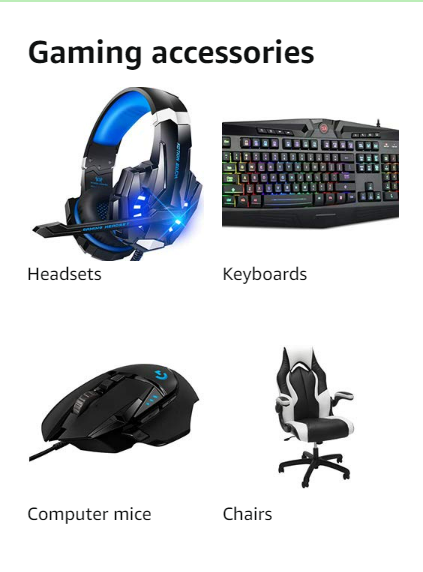 Gaming accessories
Headsets
Keyboards
Computer mice
Chairs